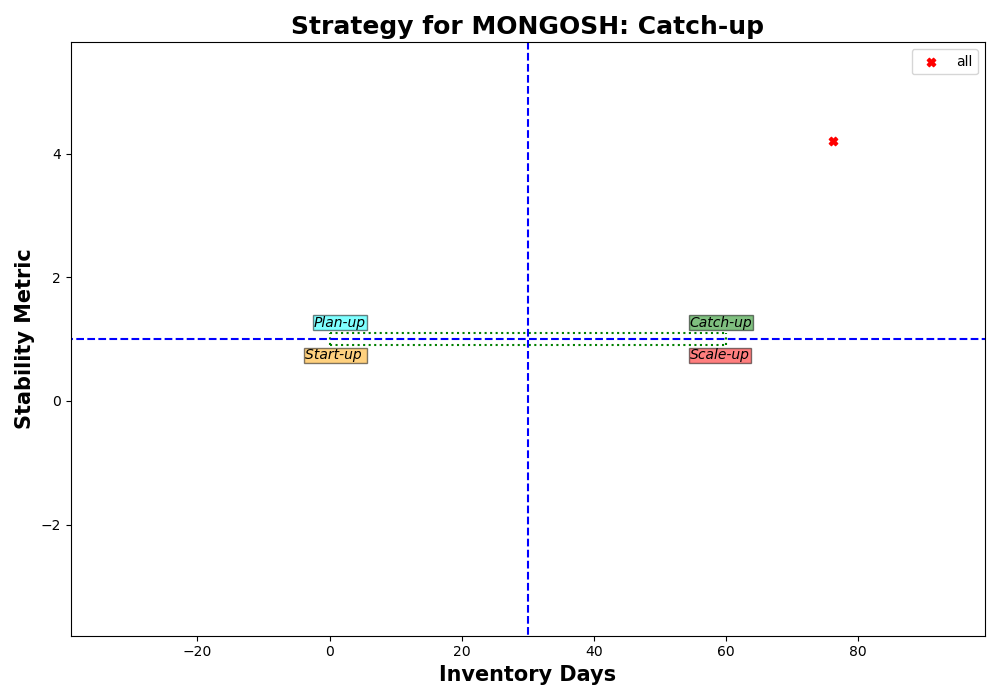 Strategy for MONGOSH: Catch-up
all
Stability Metric
4
2
0
−2
Plan-up
Catch-up
Start-up
Scale-up
−20
0
20
40
60
80
Inventory Days